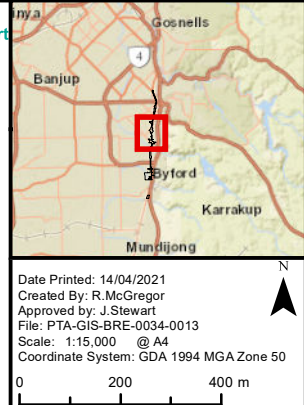 inya
Gosnells
rt
4
Banjup
Byford
Karrakup
Mundijong
N
Date Printed: 14/04/2021
Created By: R.McGregor
Approved by: J.Stewart
File: PTA-GIS-BRE-0034-0013
Scale: 1:15,000 @ A4
Coordinate System: GDA 1994 MGA Zone 50
0 200 400 m